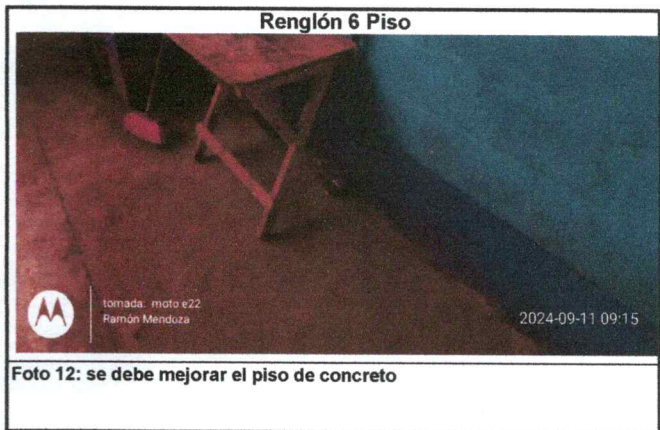 Renglón 6 Piso
tomada: moto e22
Ramón Mendoza
2024-09-11 09:15
Foto 12: se debe mejorar el piso de concreto